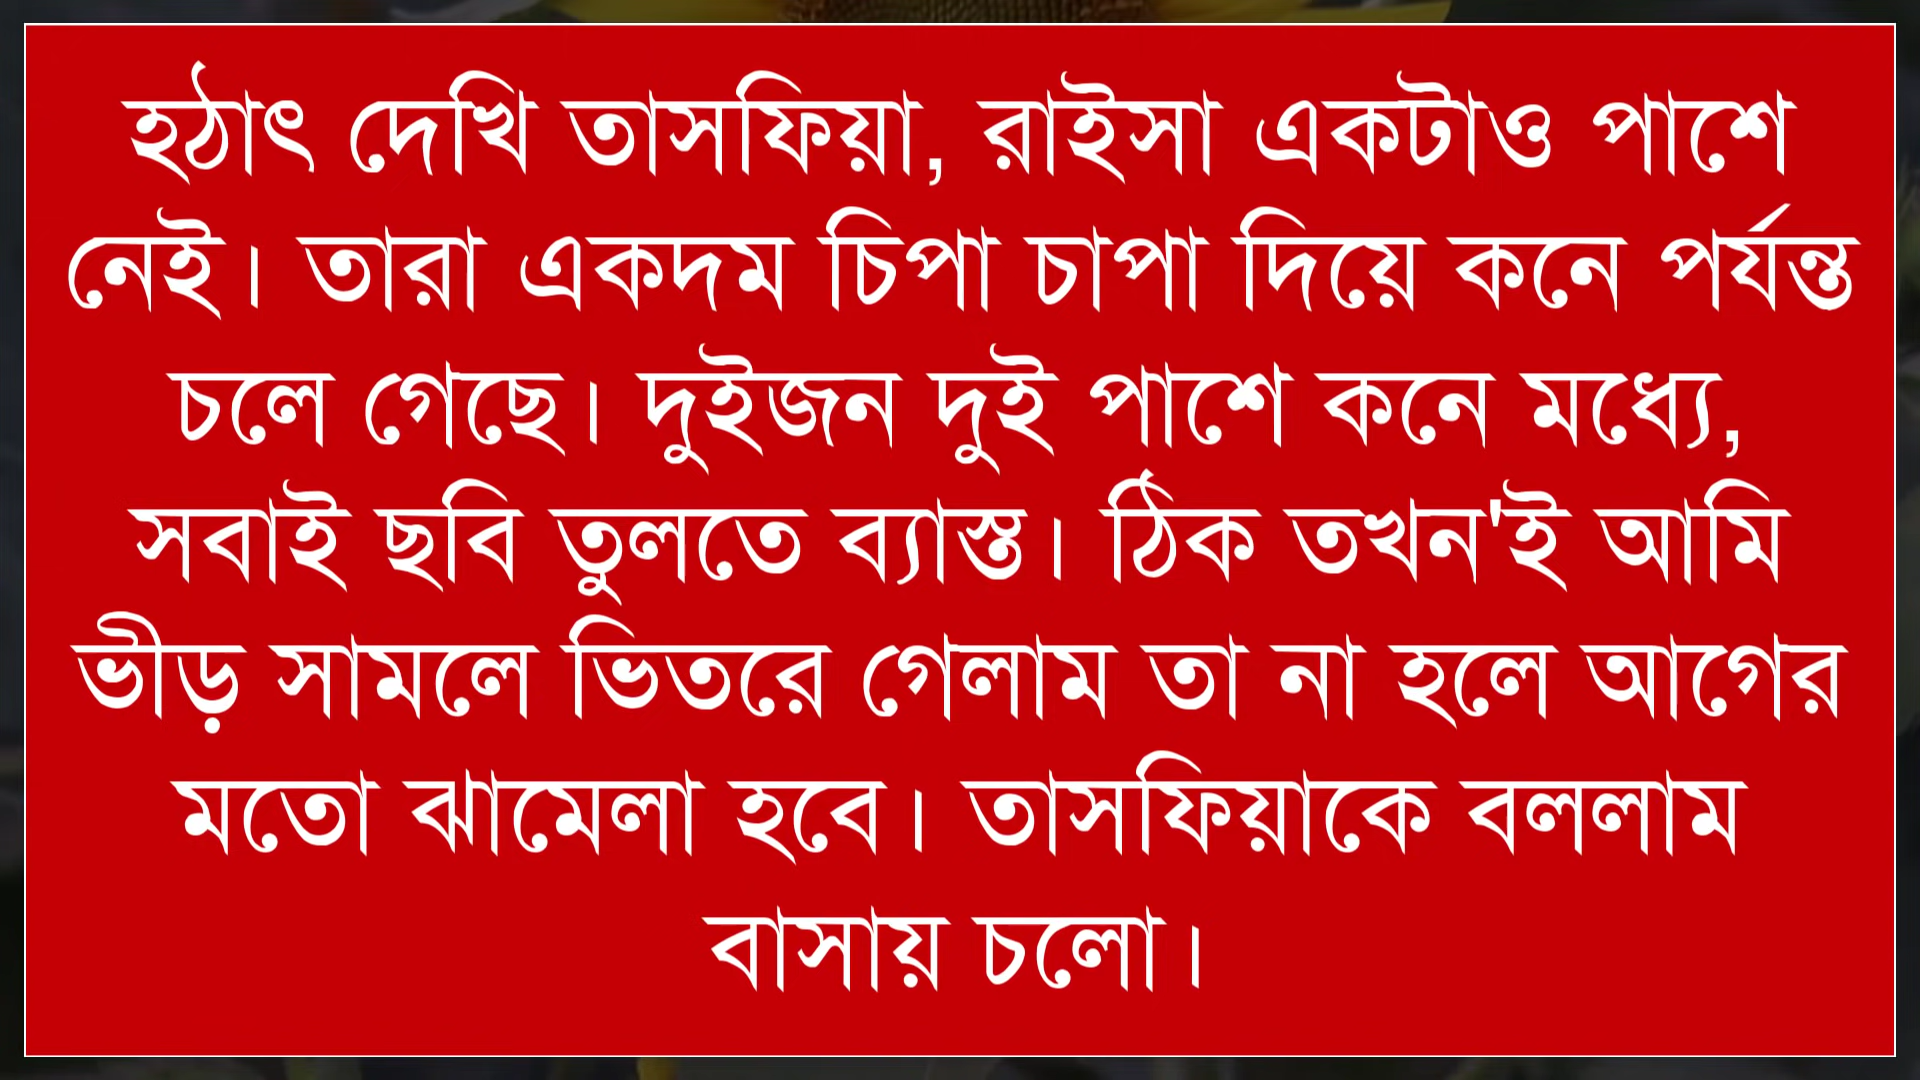 হঠাৎ দেখি তাসফিয়া, রাইসা একটাও পাশে
নেই। তারা একদম চিপা চাপা দিয়ে কনে পর্যন্ত
চলে গেছে। দুইজন দুই পাশে কনে মধ্যে,
সবাই ছবি তুলতে ব্যাস্ত। ঠিক তখন'ই আমি
ভীড় সামলে ভিতরে গেলাম তা না হলে আগের
মতো ঝামেলা হবে। তাসফিয়াকে বললাম
বাসায় চলো।